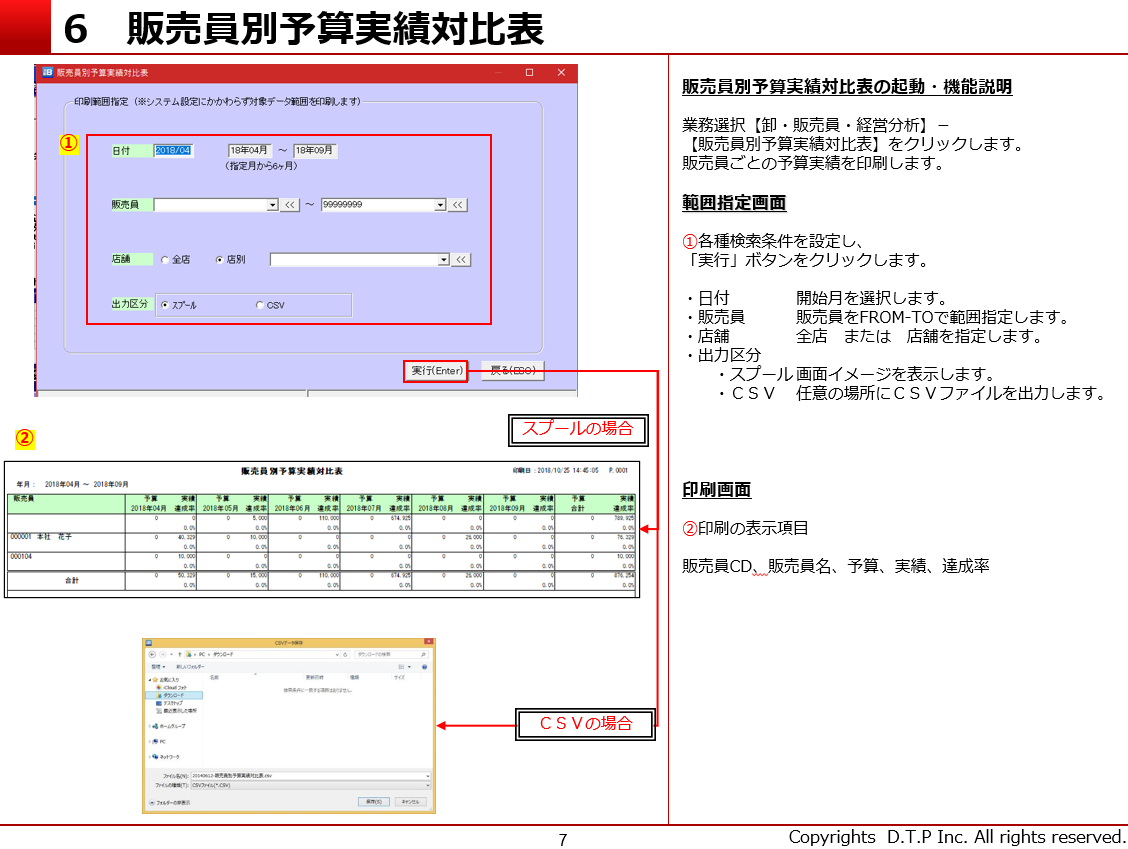 6 販売員別予算実績対比表
販売員別予算実績対比表
印刷範囲指定（※システム設定にかかわらず対象データ範囲を印刷します）
①
日付 2018/04 18年04月 ～ 18年09月
（指定月から6ヶ月）
販売員 << ～ 99999999 <<
店舗 全店 店別 <<
出力区分 スプール CSV
実行(Enter) 戻る(ESC)
スプールの場合
②
販売員別予算実績対比表 印刷日：2018/10/25 14:45:05 P.0001
年月： 2018年04月 ～ 2018年09月
販売員 予算 実績 予算 実績 予算 実績 予算 実績 予算 実績 予算 実績 予算 実績
2018年04月 達成率 2018年05月 達成率 2018年06月 達成率 2018年07月 達成率 2018年08月 達成率 2018年09月 達成率 合計 達成率
0 0 0 5,000 0 110,000 0 674,925 0 0 0 0 0 789,925
0.0% 0.0% 0.0% 0.0% 0.0% 0.0% 0.0%
000001 本社 花子 0 40,329 0 10,000 0 0 0 0 0 26,000 0 0 0 76,329
0.0% 0.0% 0.0% 0.0% 0.0% 0.0% 0.0%
000104 0 10,000 0 0 0 0 0 0 0 0 0 0 0 10,000
0.0% 0.0% 0.0% 0.0% 0.0% 0.0% 0.0%
合計 0 50,329 0 15,000 0 110,000 0 674,925 0 26,000 0 0 0 876,254
0.0% 0.0% 0.0% 0.0% 0.0% 0.0% 0.0%
CSVデータ保存
PC ダウンロード ダウンロードの検索
整理 新しいフォルダー
名前 更新日時 種類 サイズ
検索条件に一致する項目はありません。
お気に入り
iCloud フォト
ダウンロード
デスクトップ
最近表示した場所
ホームグループ
PC
ネットワーク
ファイル名(N): 20140612-販売員別予算実績対比表.csv
ファイルの種類(T): CSVファイル(*.CSV)
フォルダーの非表示 保存(S) キャンセル
ＣＳＶの場合
販売員別予算実績対比表の起動・機能説明
業務選択【卸・販売員・経営分析】－
【販売員別予算実績対比表】をクリックします。
販売員ごとの予算実績を印刷します。
範囲指定画面
①各種検索条件を設定し、
「実行」ボタンをクリックします。
・日付 開始月を選択します。
・販売員 販売員をFROM-TOで範囲指定します。
・店舗 全店 または 店舗を指定します。
・出力区分
・スプール 画面イメージを表示します。
・ＣＳＶ 任意の場所にＣＳＶファイルを出力します。
印刷画面
②印刷の表示項目
販売員CD、販売員名、予算、実績、達成率
7
Copyrights D.T.P Inc. All rights reserved.